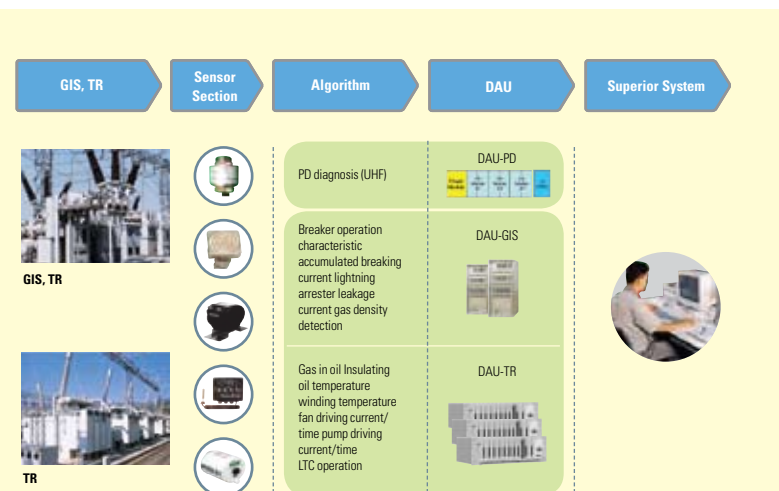 GIS, TR
Sensor
Section
Algorithm
DAU
Superior System
PD diagnosis (UHF)
DAU-PD
Breaker operation
characteristic
accumulated breaking
current lightning
arrester leakage
current gas density
detection
DAU-GIS
GIS, TR
Gas in oil Insulating
oil temperature
winding temperature
fan driving current/
time pump driving
current/time
LTC operation
DAU-TR
TR